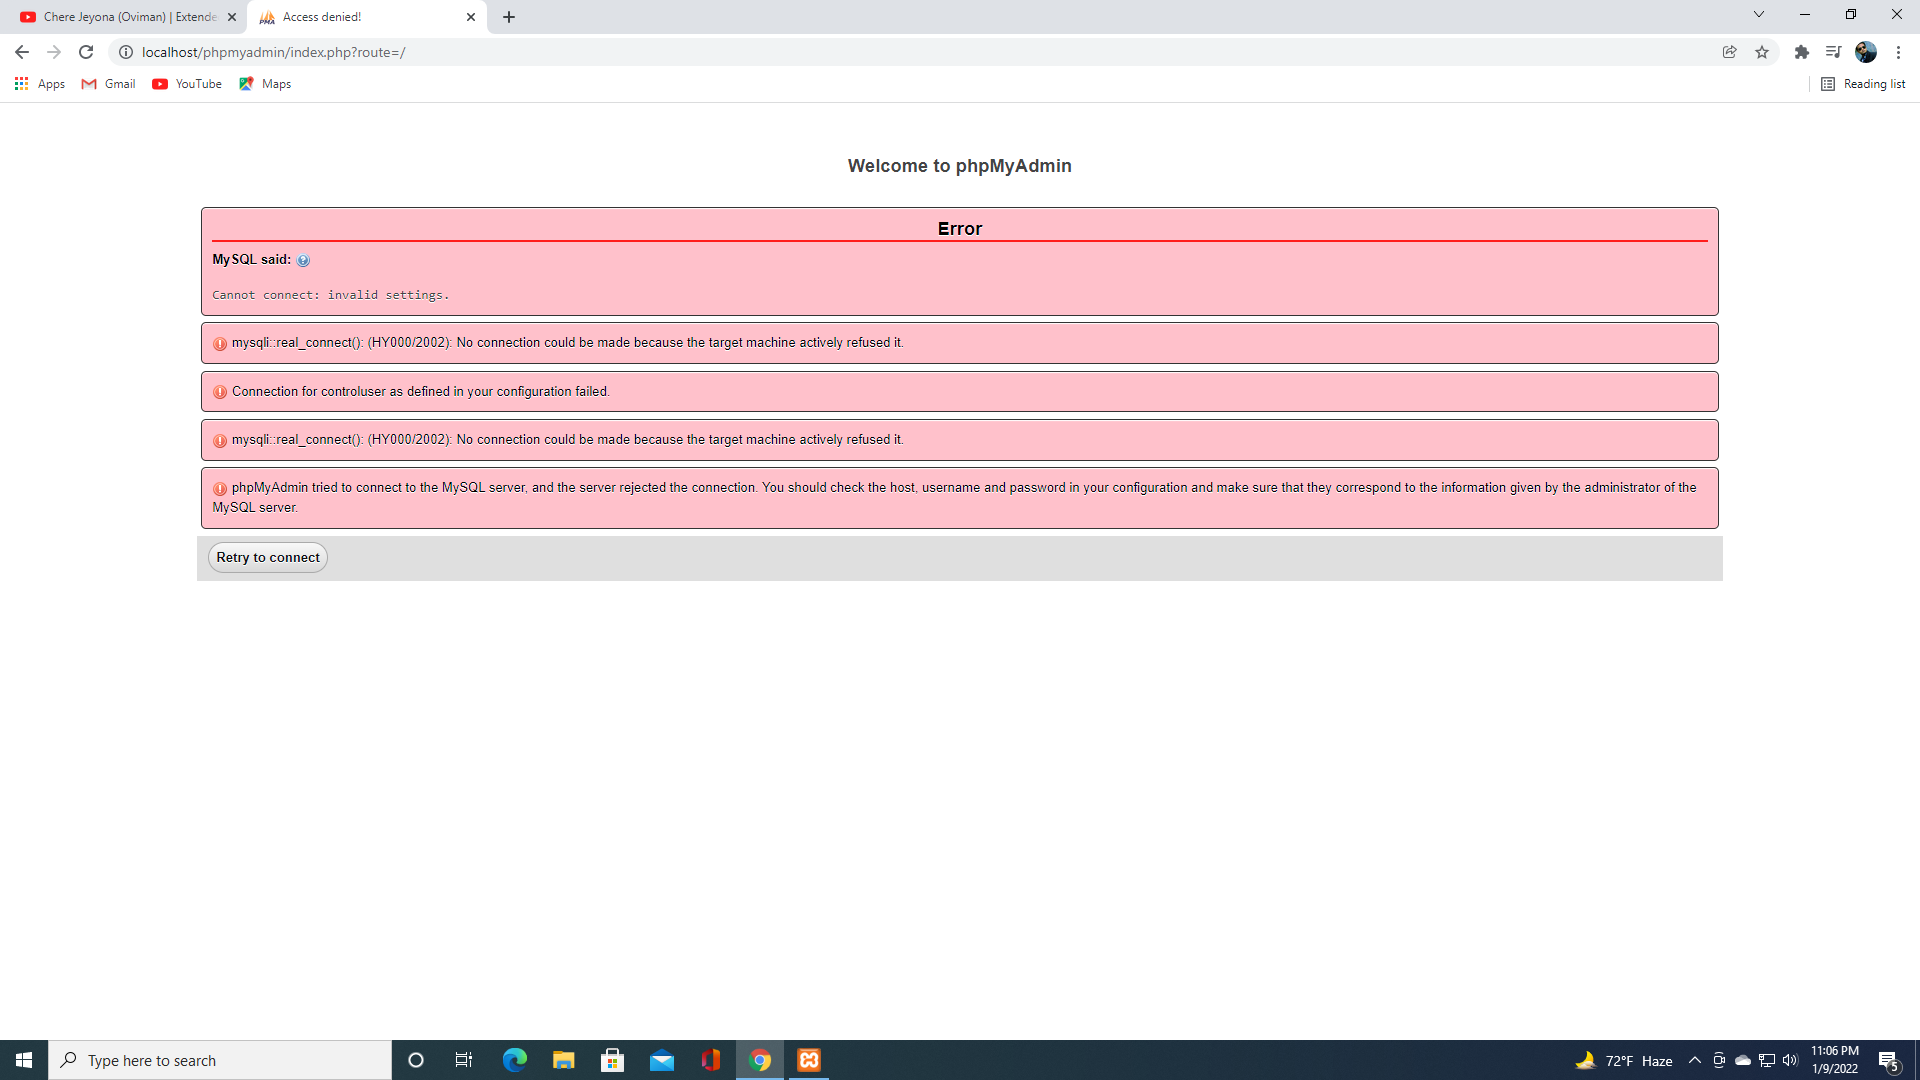 Chere Jeyona (Oviman) | Extende
Access denied!
localhost/phpmyadmin/index.php?route=/
Apps
Gmail
YouTube
Maps
Reading list
Welcome to phpMyAdmin
Error
MySQL said:
Cannot connect: invalid settings.
mysqli::real_connect(): (HY000/2002): No connection could be made because the target machine actively refused it.
Connection for controluser as defined in your configuration failed.
mysqli::real_connect(): (HY000/2002): No connection could be made because the target machine actively refused it.
phpMyAdmin tried to connect to the MySQL server, and the server rejected the connection. You should check the host, username and password in your configuration and make sure that they correspond to the information given by the administrator of the
MySQL server.
Retry to connect
Type here to search
72°F Haze
11:06 PM
1/9/2022
5